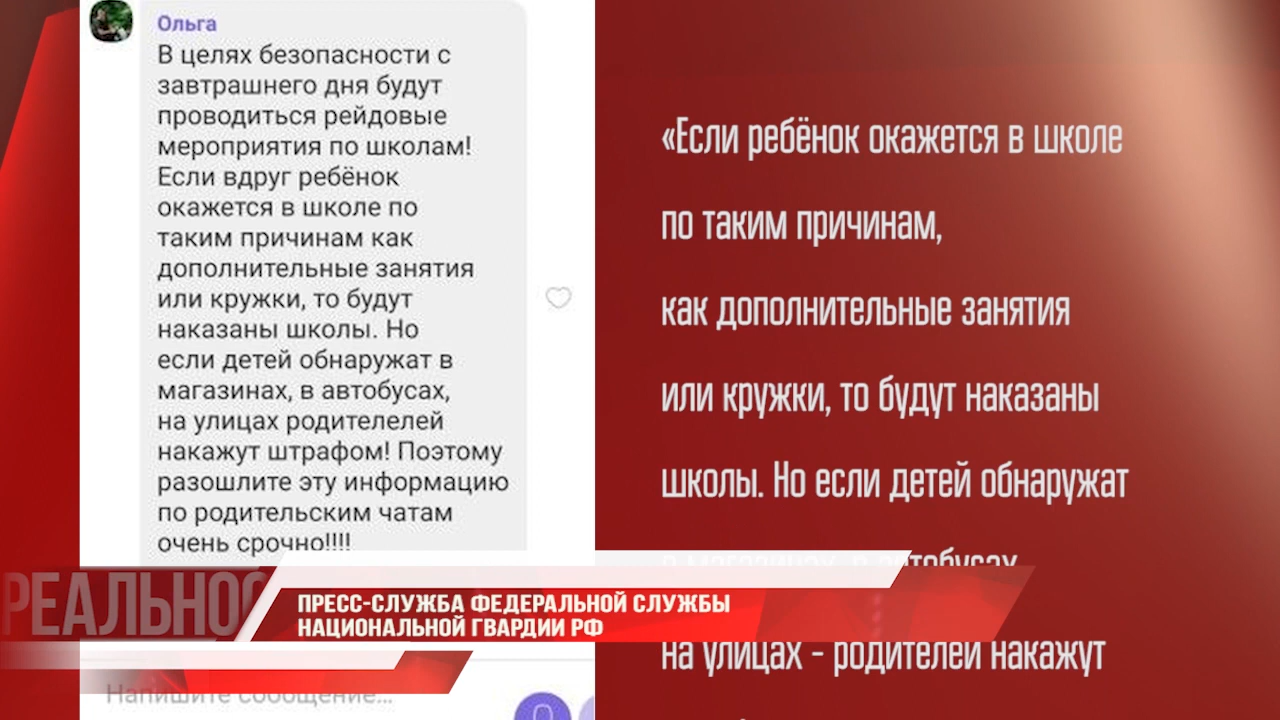 Ольга
В целях безопасности с
завтрашнего дня будут
проводиться рейдовые
мероприятия по школам!
Если вдруг ребёнок
окажется в школе по
таким причинам как
дополнительные занятия
или кружки, то будут
наказаны школы. Но
если детей обнаружат в
магазинах, в автобусах,
на улицах родителелей
накажут штрафом! Поэтому
разошлите эту информацию
по родительским чатам
очень срочно!!!!
Напишите сообщение...
«Если ребёнок окажется в школе
по таким причинам,
как дополнительные занятия
или кружки, то будут наказаны
школы. Но если детей обнаружат
в магазинах, в автобусах,
на улицах - родителей накажут
РЕАЛЬНОС
ПРЕСС-СЛУЖБА ФЕДЕРАЛЬНОЙ СЛУЖБЫ
НАЦИОНАЛЬНОЙ ГВАРДИИ РФ